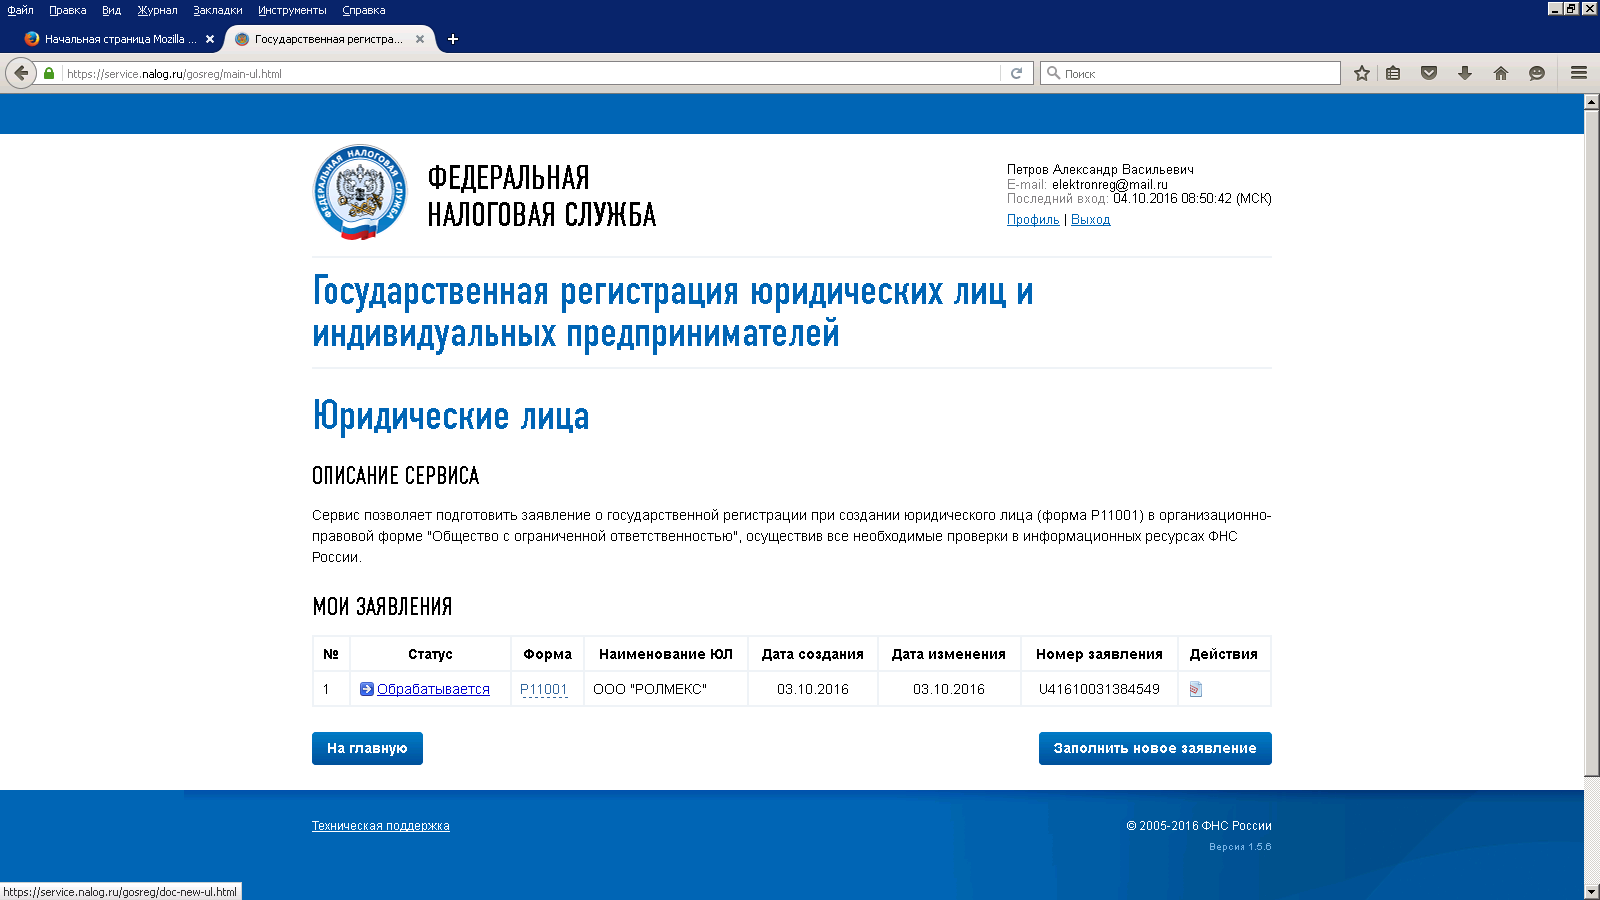 Файл Правка Вид Журнал Закладки Инструменты Справка
Начальная страница Mozilla ... Государственная регистра...
https://service.nalog.ru/gosreg/main-ul.html Поиск
ФЕДЕРАЛЬНАЯ НАЛОГОВАЯ СЛУЖБА
ФЕДЕРАЛЬНАЯ
НАЛОГОВАЯ СЛУЖБА
Петров Александр Васильевич
E-mail: elektronreg@mail.ru
Последний вход: 04.10.2016 08:50:42 (МСК)
Профиль | Выход
Государственная регистрация юридических лиц и
индивидуальных предпринимателей
Юридические лица
ОПИСАНИЕ СЕРВИСА
Сервис позволяет подготовить заявление о государственной регистрации при создании юридического лица (форма Р11001) в организационно-
правовой форме "Общество с ограниченной ответственностью", осуществив все необходимые проверки в информационных ресурсах ФНС
России.
МОИ ЗАЯВЛЕНИЯ
№ Статус Форма Наименование ЮЛ Дата создания Дата изменения Номер заявления Действия
1 Обрабатывается Р11001 ООО "РОЛМЕКС" 03.10.2016 03.10.2016 U41610031384549
На главную Заполнить новое заявление
Техническая поддержка © 2005-2016 ФНС России
Версия 1.5.6
https://service.nalog.ru/gosreg/doc-new-ul.html